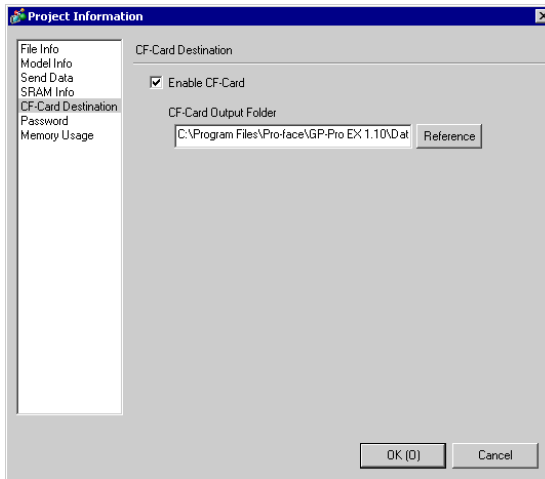 Project Information
File Info
Model Info
Send Data
SRAM Info
CF-Card Destination
Password
Memory Usage
CF-Card Destination
Enable CF-Card
CF-Card Output Folder
C:\Program Files\Pro-face\GP-Pro EX 1.10\Dat
Reference
OK (O)
Cancel